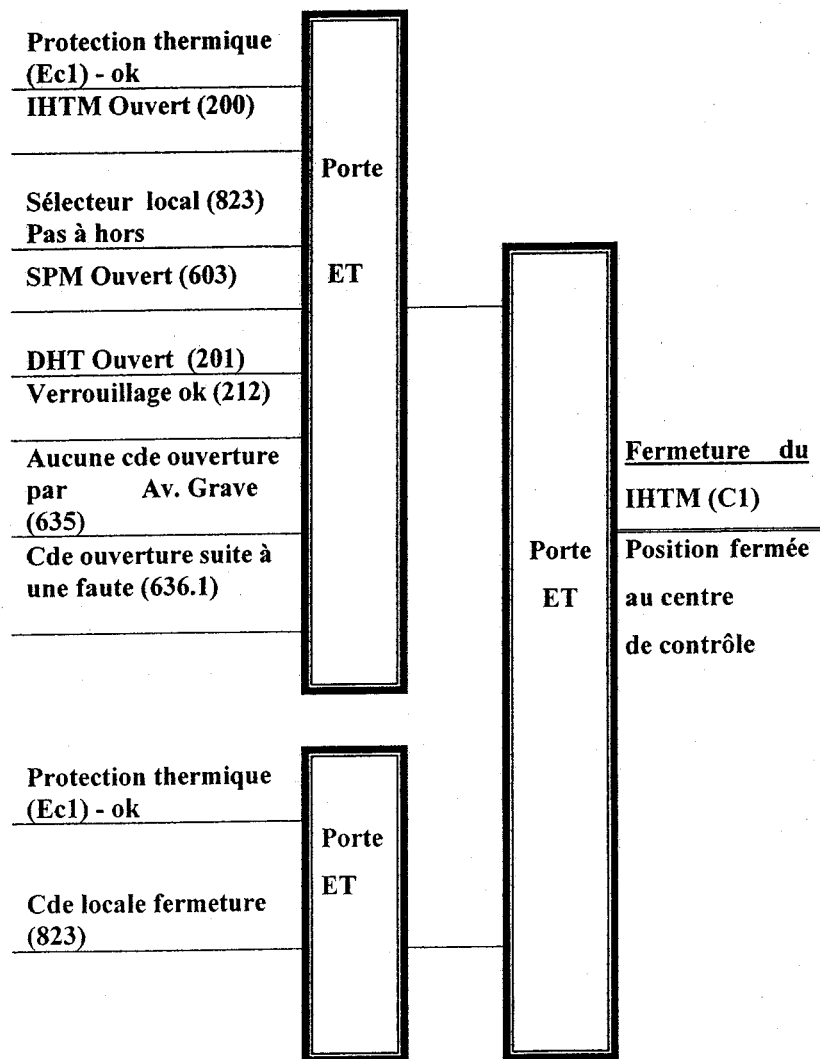 Protection thermique
(Ec1) - ok
IHTM Ouvert (200)
Sélecteur local (823)
Pas à hors
SPM Ouvert (603)
DHT Ouvert (201)
Verrouillage ok (212)
Aucune cde ouverture
par Av. Grave
(635)
Cde ouverture suite à
une faute (636.1)
Porte
ET
Protection thermique
(Ec1) - ok
Cde locale fermeture
(823)
Porte
ET
Porte
ET
Fermeture du
IHTM (C1)
Position fermée
au centre
de contrôle